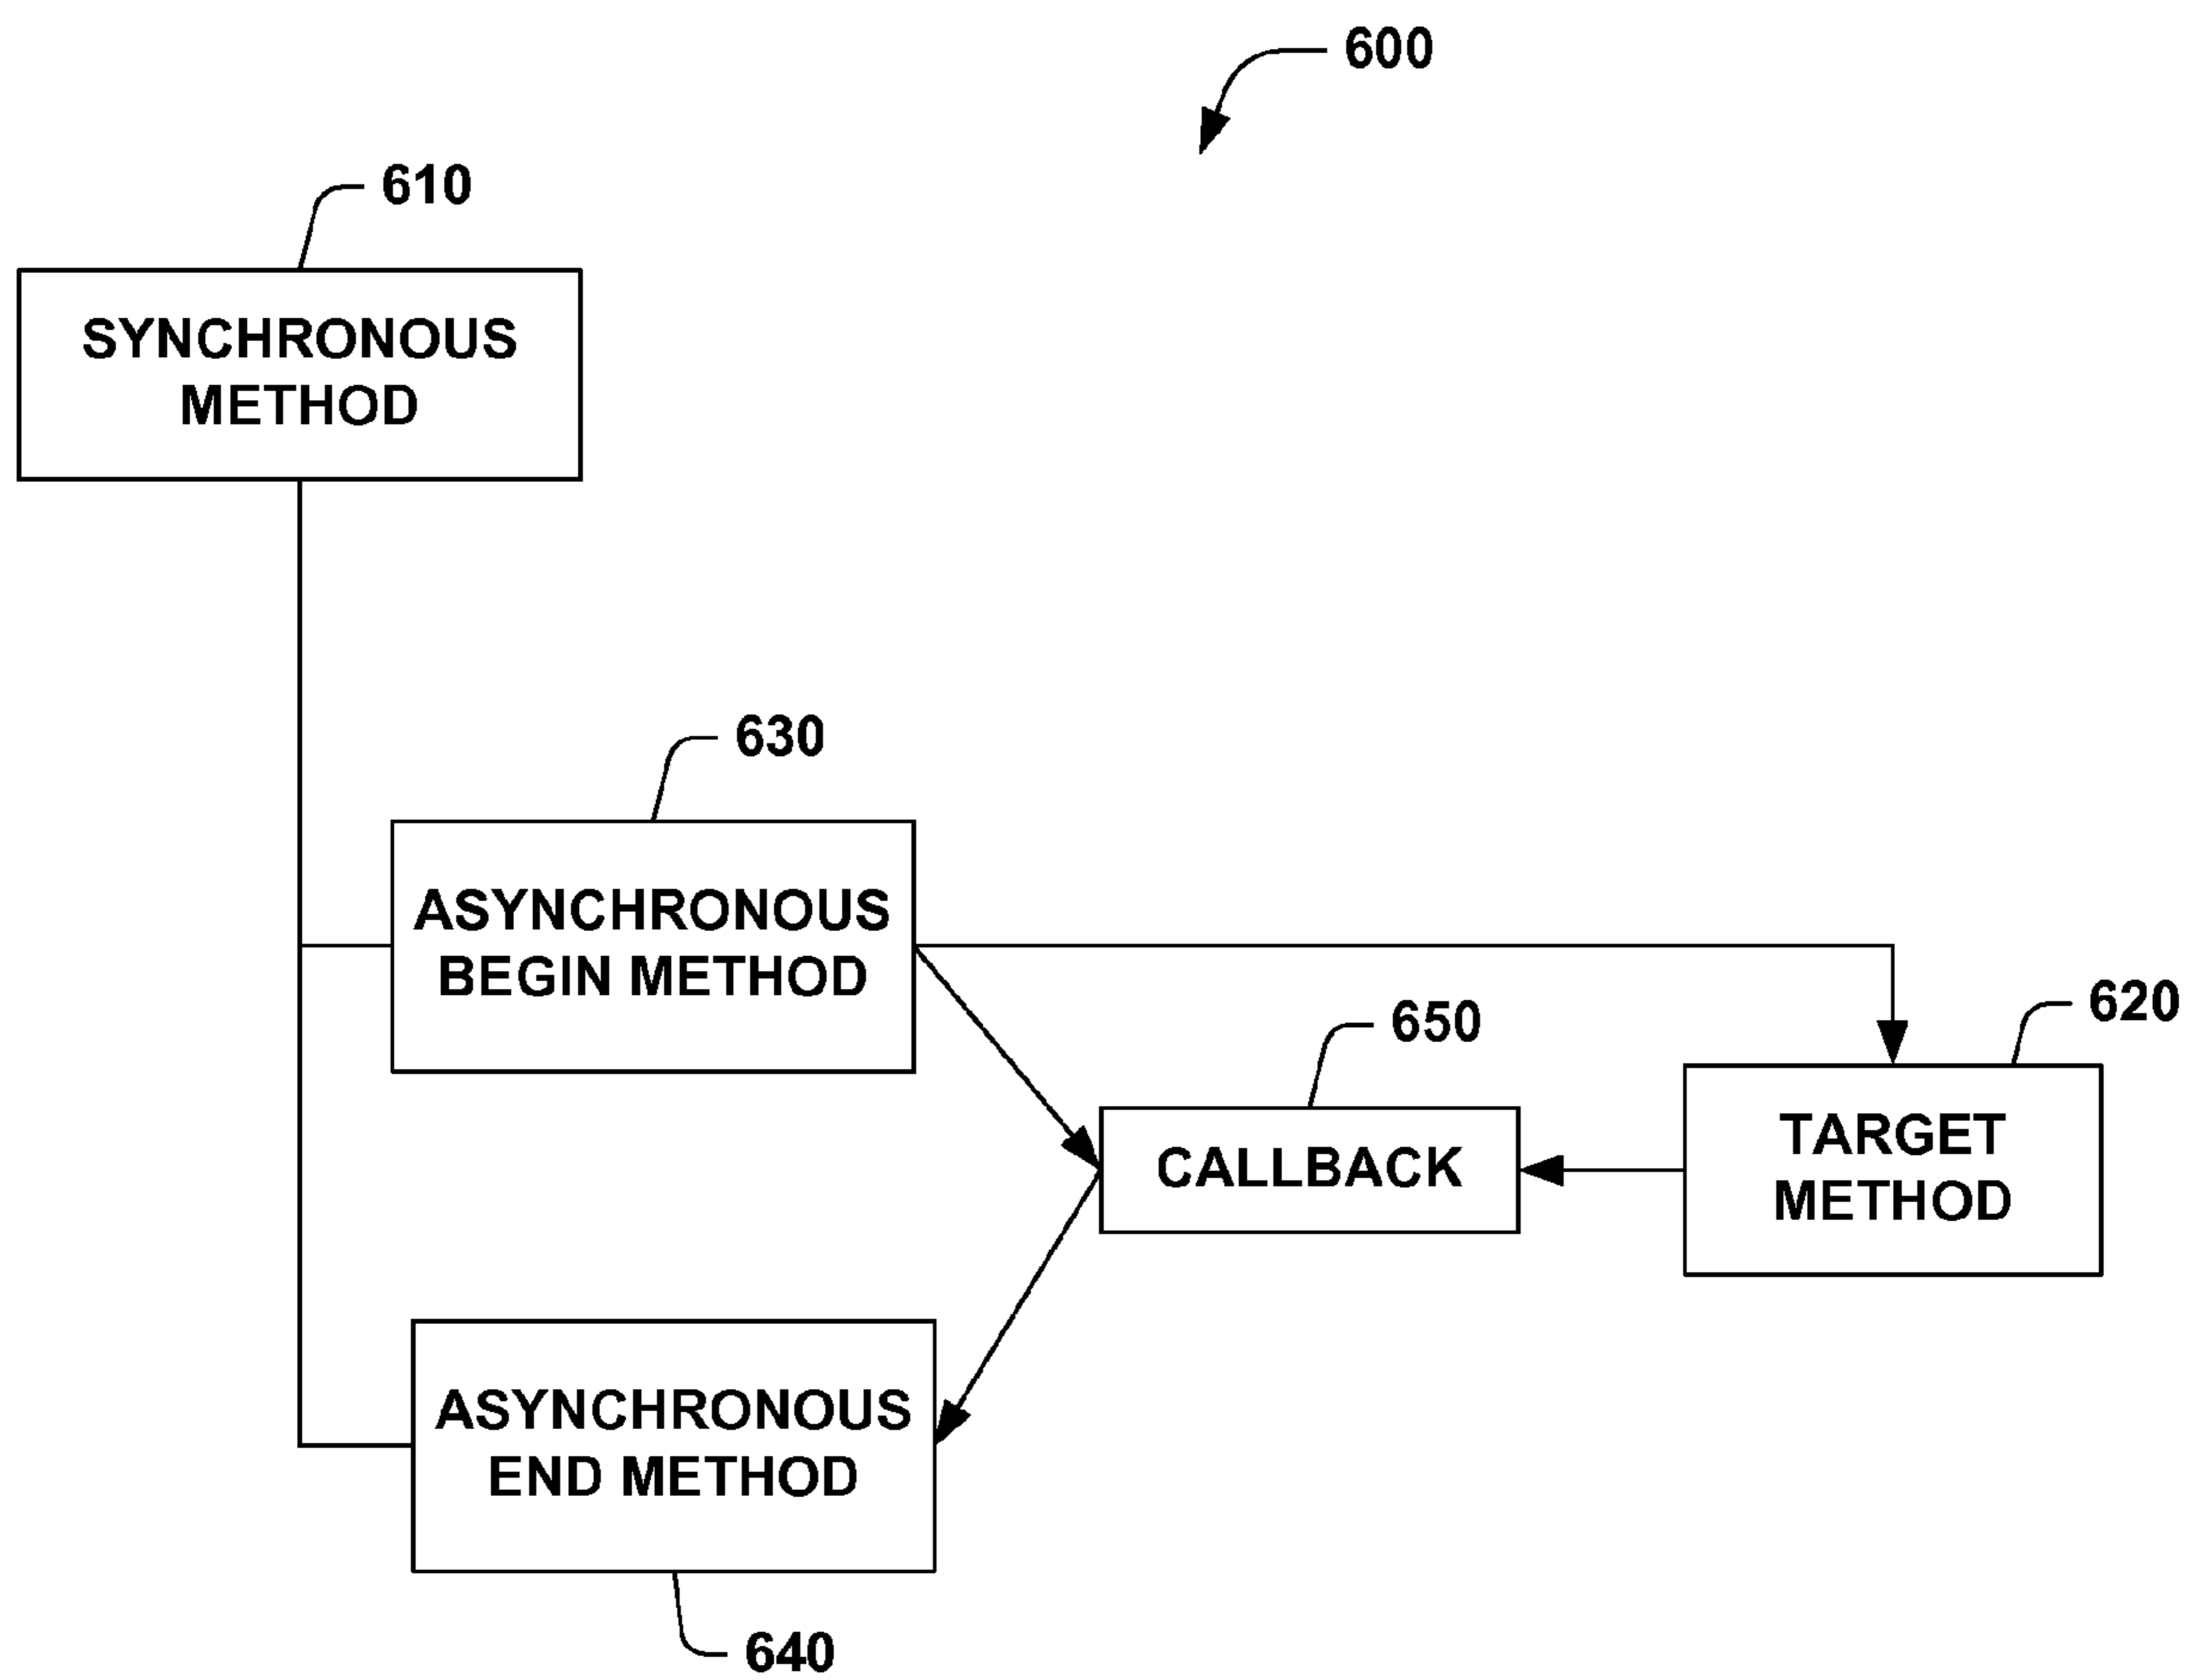 600
610
SYNCHRONOUS
METHOD
630
ASYNCHRONOUS
BEGIN METHOD
650
620
CALLBACK
TARGET
METHOD
ASYNCHRONOUS
END METHOD
640